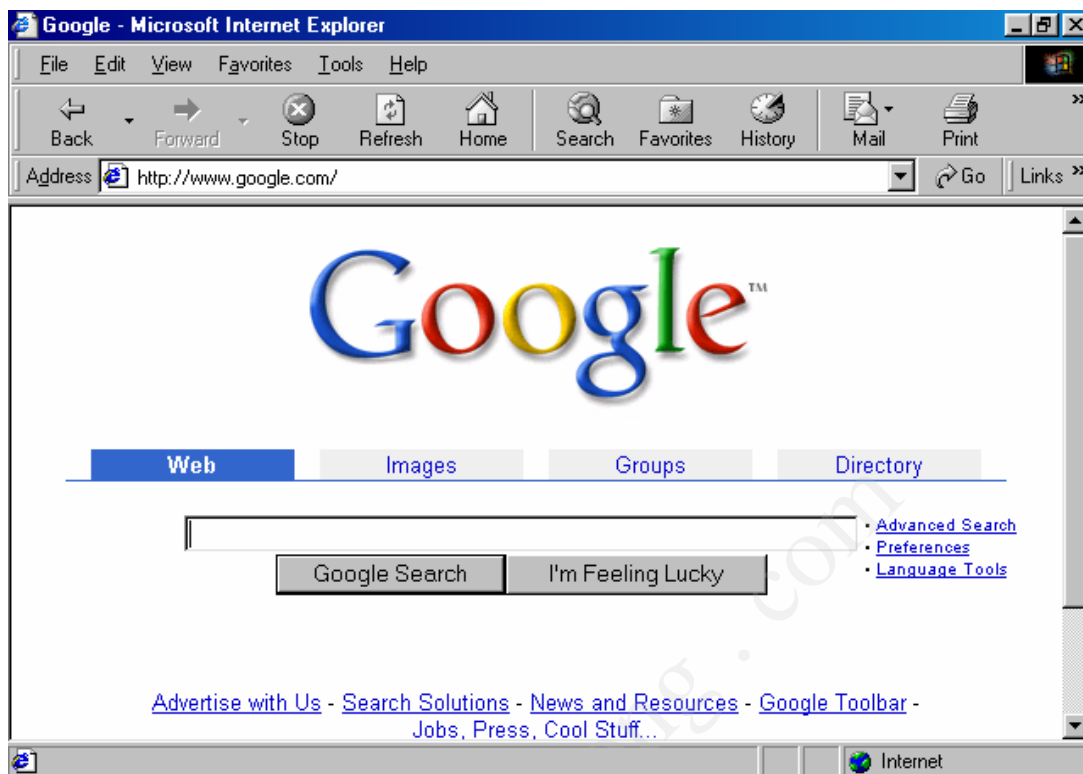 Google - Microsoft Internet Explorer
File Edit View Favorites Tools Help
Back Forward Stop Refresh Home Search Favorites History Mail Print »
Address http://www.google.com/ Go Links »
Google™
Web Images Groups Directory
· Advanced Search
· Preferences
· Language Tools
Google Search I'm Feeling Lucky
Advertise with Us - Search Solutions - News and Resources - Google Toolbar -
Jobs, Press, Cool Stuff...
Internet